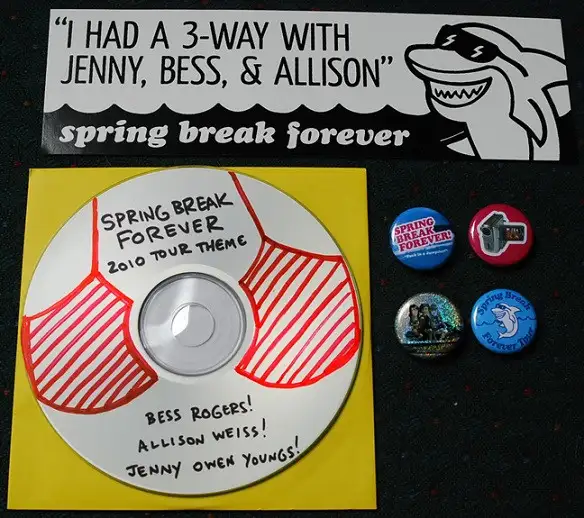 "I HAD A 3-WAY WITH
JENNY, BESS, & ALLISON"
spring break forever
SPRING BREAK
FOREVER
2010 TOUR THEME
BESS ROGERS!
ALLISON WEISS!
JENNY OWEN YOUNGS!
SPRING
BREAK
FOREVER!
Spring Break
Forever Tour